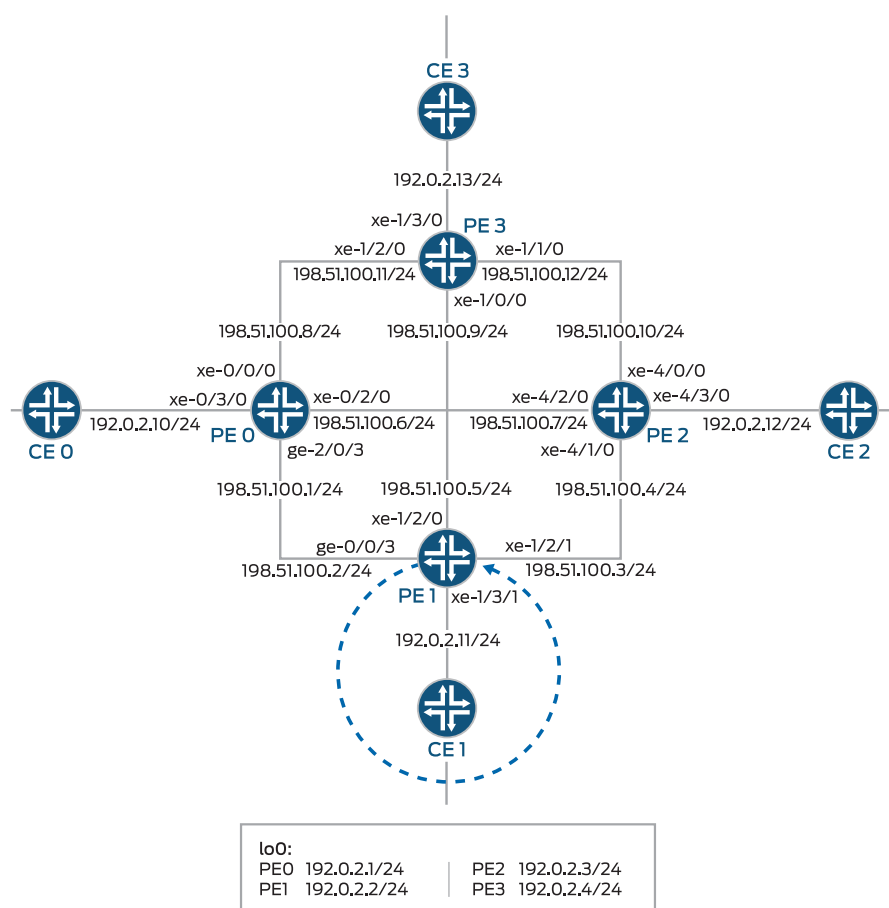 CE 3
192.0.2.13/24
xe-1/3/0
PE 3
xe-1/2/0
xe-1/1/0
198.51.100.11/24
198.51.100.12/24
xe-1/0/0
198.51.100.8/24
198.51.100.9/24
198.51.100.10/24
xe-0/0/0
xe-4/0/0
xe-0/3/0
xe-0/2/0
xe-4/2/0
xe-4/3/0
192.0.2.10/24
198.51.100.6/24
198.51.100.7/24
192.0.2.12/24
CE 0
PE 0
PE 2
CE 2
ge-2/0/3
xe-4/1/0
198.51.100.1/24
198.51.100.5/24
198.51.100.4/24
xe-1/2/0
ge-0/0/3
xe-1/2/1
198.51.100.2/24
198.51.100.3/24
PE 1
xe-1/3/1
192.0.2.11/24
CE 1
lo0:
PE0 192.0.2.1/24
PE2 192.0.2.3/24
PE1 192.0.2.2/24
PE3 192.0.2.4/24